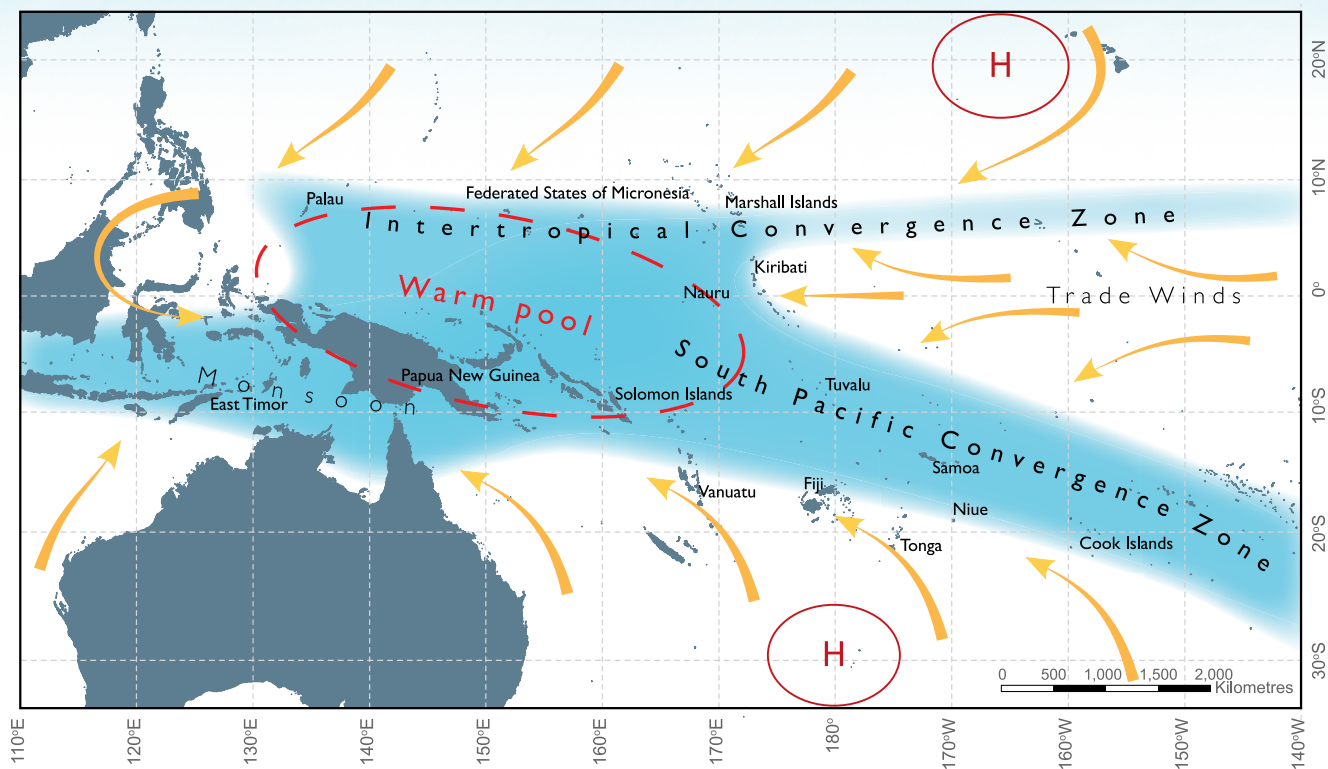 H
20°N
10°N
Palau
Federated States of Micronesia
Marshall Islands
Intertropical Convergence Zone
Kiribati
Warm pool
Nauru
Trade Winds
0°
South Pacific Convergence Zone
Monsoon
Papua New Guinea
East Timor
Solomon Islands
Tuvalu
10°S
Samoa
Vanuatu
Fiji
Niue
Tonga
Cook Islands
20°S
H
30°S
0 500 1,000 1,500 2,000
Kilometres
110°E 120°E 130°E 140°E 150°E 160°E 170°E 180° 170°W 160°W 150°W 140°W